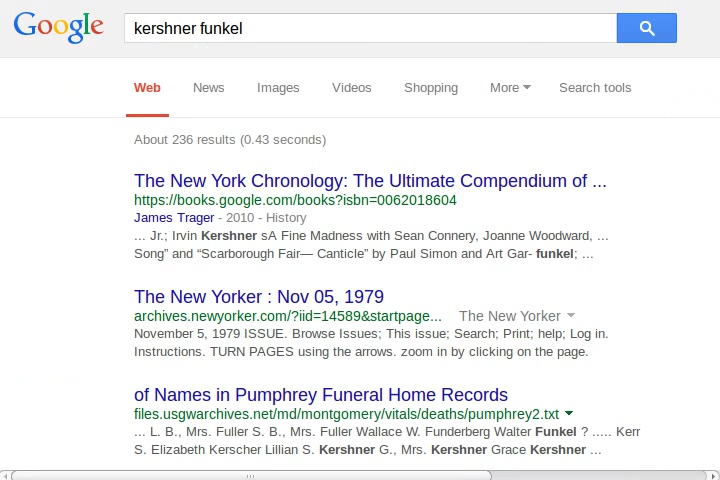 Google kershner funkel
Web News Images Videos Shopping More Search tools
About 236 results (0.43 seconds)
The New York Chronology: The Ultimate Compendium of ...
https://books.google.com/books?isbn=0062018604
James Trager - 2010 - History
... Jr.; Irvin Kershner sA Fine Madness with Sean Connery, Joanne Woodward, ...
Song” and “Scarborough Fair— Canticle” by Paul Simon and Art Gar- funkel; ...
The New Yorker : Nov 05, 1979
archives.newyorker.com/?iid=14589&startpage... The New Yorker
November 5, 1979 ISSUE. Browse Issues; This issue; Search; Print; help; Log in.
Instructions. TURN PAGES using the arrows. zoom in by clicking on the page.
of Names in Pumphrey Funeral Home Records
files.usgwarchives.net/md/montgomery/vitals/deaths/pumphrey2.txt
... L. B., Mrs. Fuller S. B., Mrs. Fuller Wallace W. Funderberg Walter Funkel ? ..... Kerr
S. Elizabeth Kerscher Lillian S. Kershner G., Mrs. Kershner Grace Kershner ...